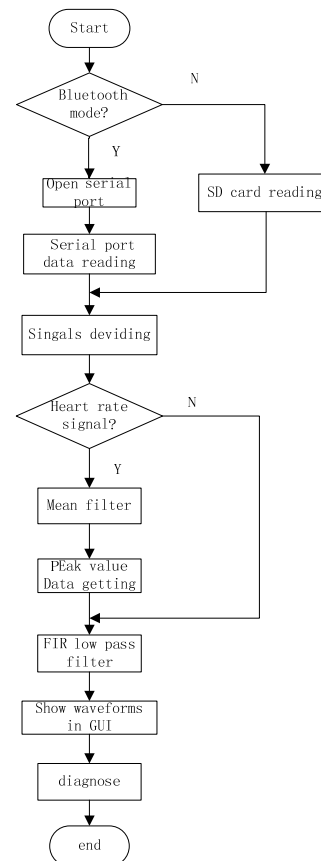 Start
Bluetooth
mode?
N
Y
Open serial
port
SD card reading
Serial port
data reading
Singals deviding
Heart rate
signal?
N
Y
Mean filter
PEak value
Data getting
FIR low pass
filter
Show waveforms
in GUI
diagnose
end